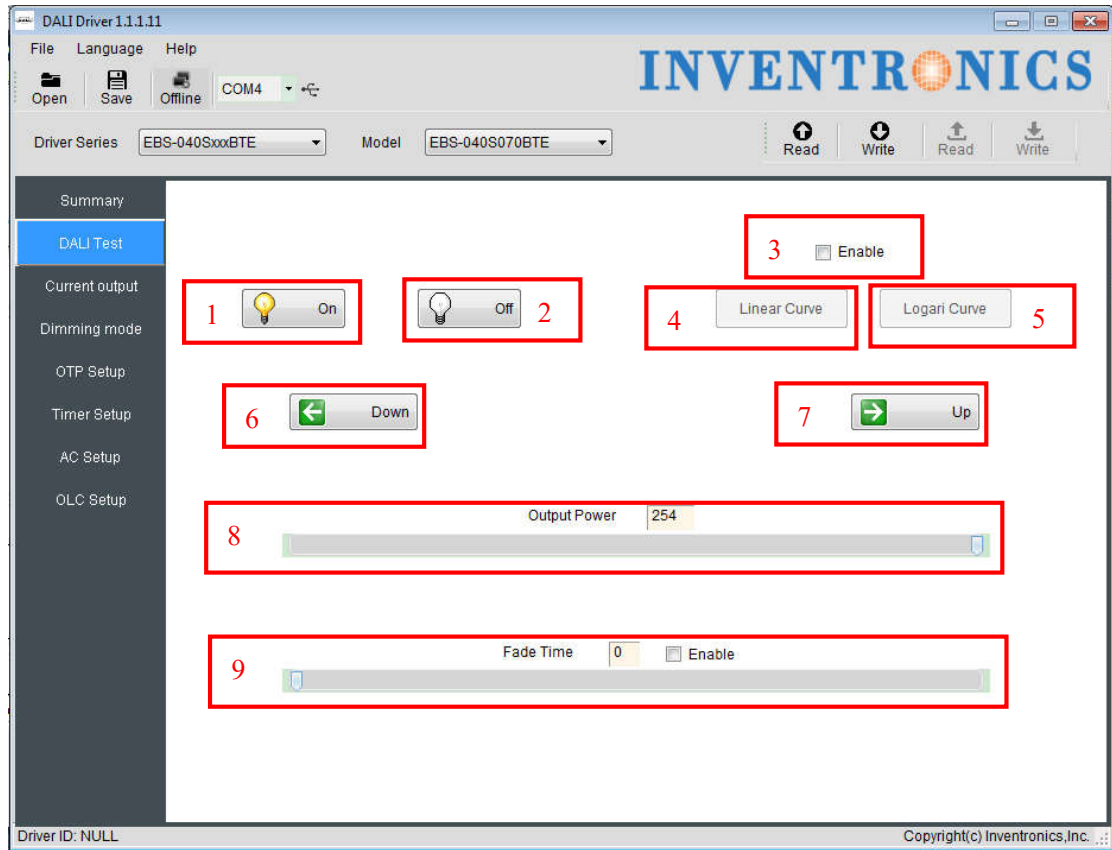 DALI Driver 1.1.1.11
File Language Help
INVENTRONICS
Open Save Offline COM4
Driver Series EBS-040SxxxBTE Model EBS-040S070BTE Read Write Read Write
Summary
DALI Test
Current output
Dimming mode
OTP Setup
Timer Setup
AC Setup
OLC Setup
3 Enable
1 On Off 2 4 Linear Curve Logari Curve 5
6 Down 7 Up
Output Power 254
8
Fade Time 0 Enable
9
Driver ID: NULL Copyright(c) Inventronics,Inc.